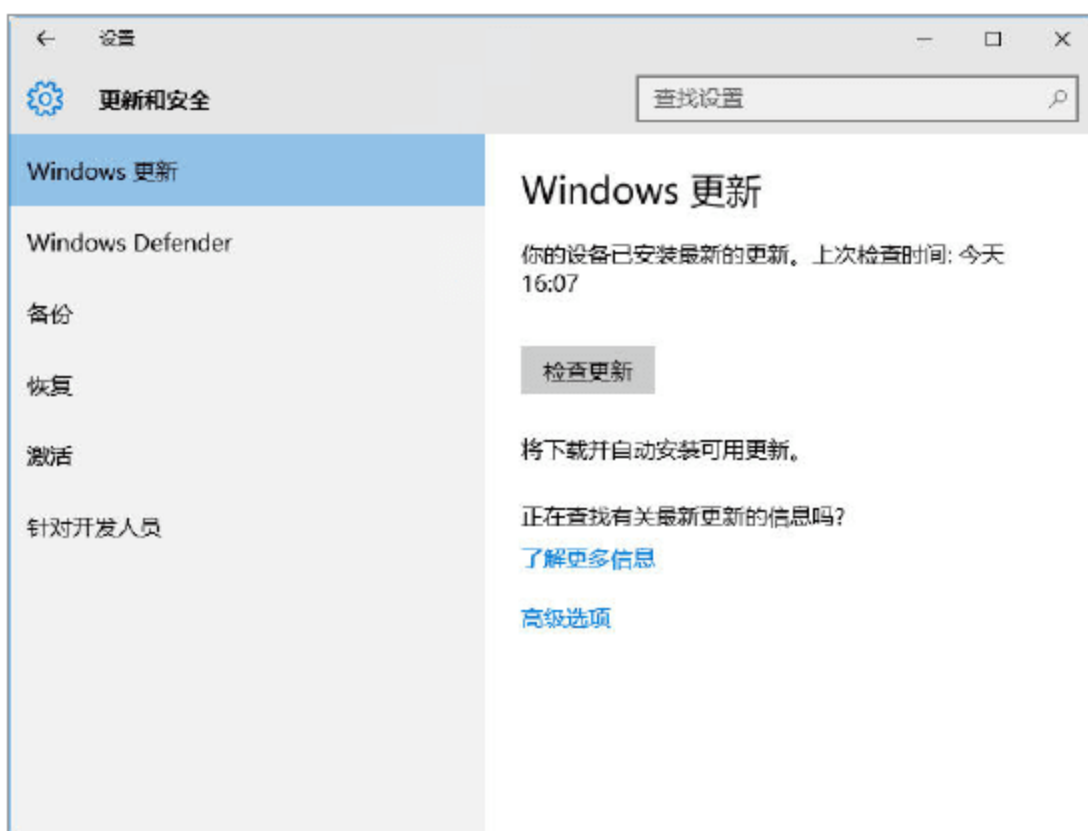 设置
更新和安全
查找设置
Windows 更新
Windows Defender
备份
恢复
激活
针对开发人员
Windows 更新
你的设备已安装最新的更新。上次检查时间: 今天
16:07
检查更新
将下载并自动安装可用更新。
正在查找有关最新更新的信息吗?
了解更多信息
高级选项